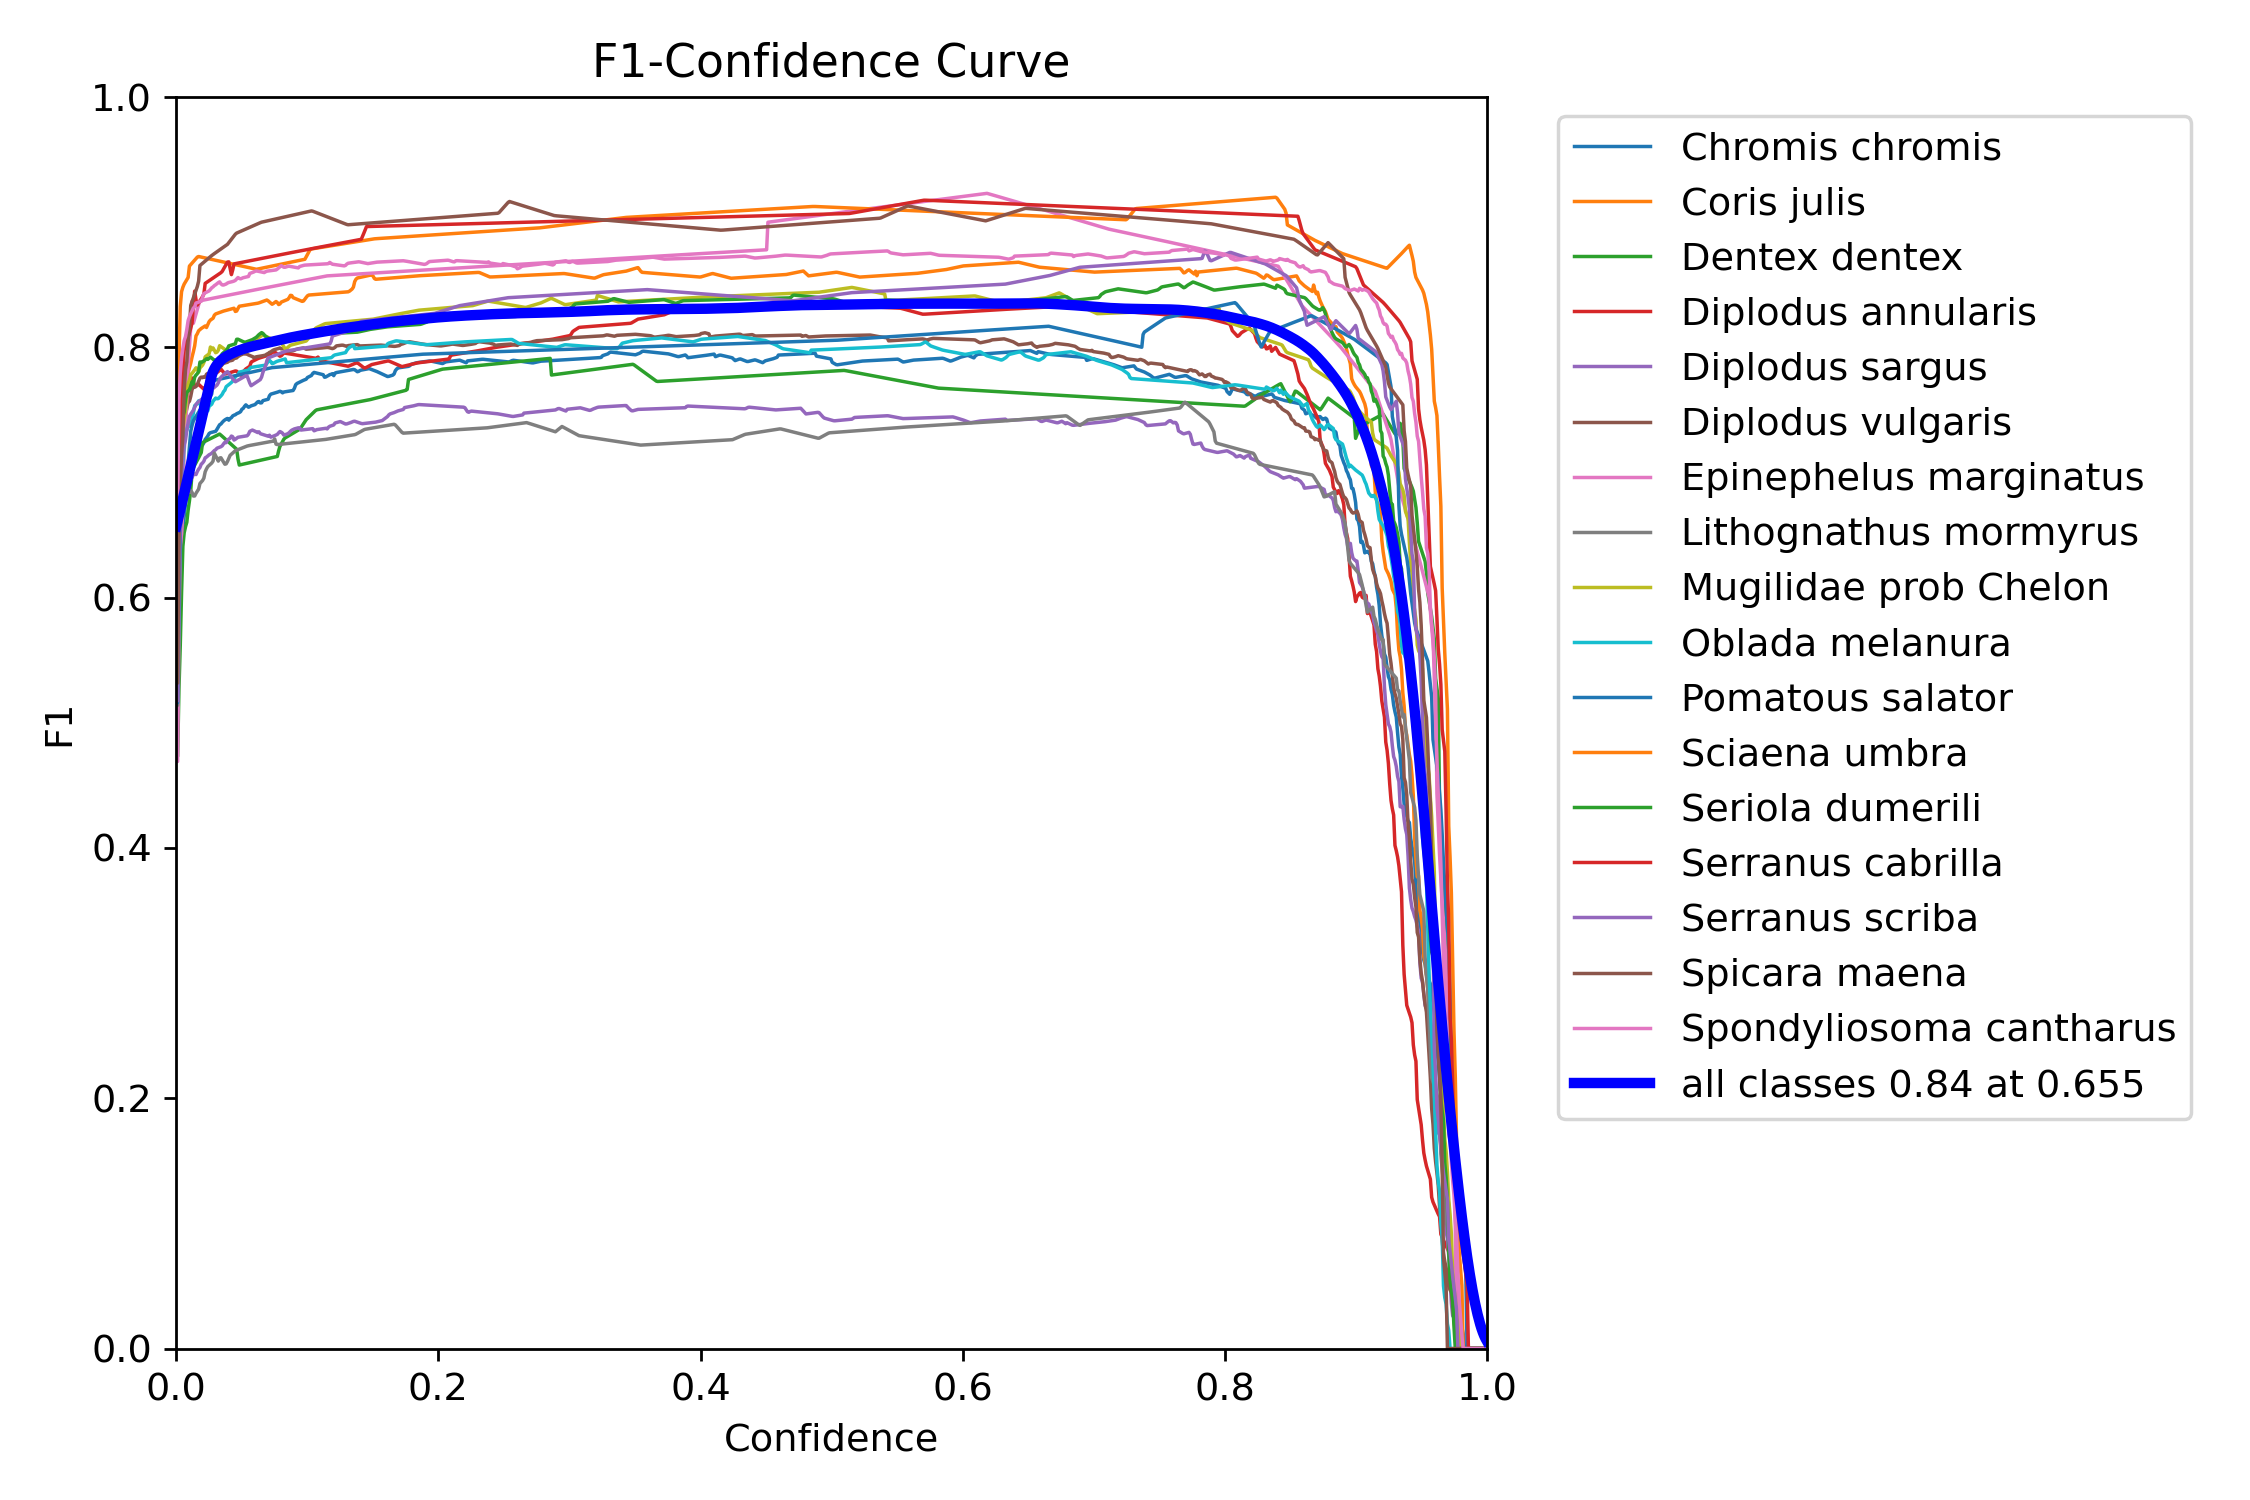 F1-Confidence Curve
1.0
0.8
0.6
0.4
0.2
0.0
F1
0.0 0.2 0.4 0.6 0.8 1.0
Confidence
Chromis chromis
Coris julis
Dentex dentex
Diplodus annularis
Diplodus sargus
Diplodus vulgaris
Epinephelus marginatus
Lithognathus mormyrus
Mugilidae prob Chelon
Oblada melanura
Pomatous salator
Sciaena umbra
Seriola dumerili
Serranus cabrilla
Serranus scriba
Spicara maena
Spondyliosoma cantharus
all classes 0.84 at 0.655